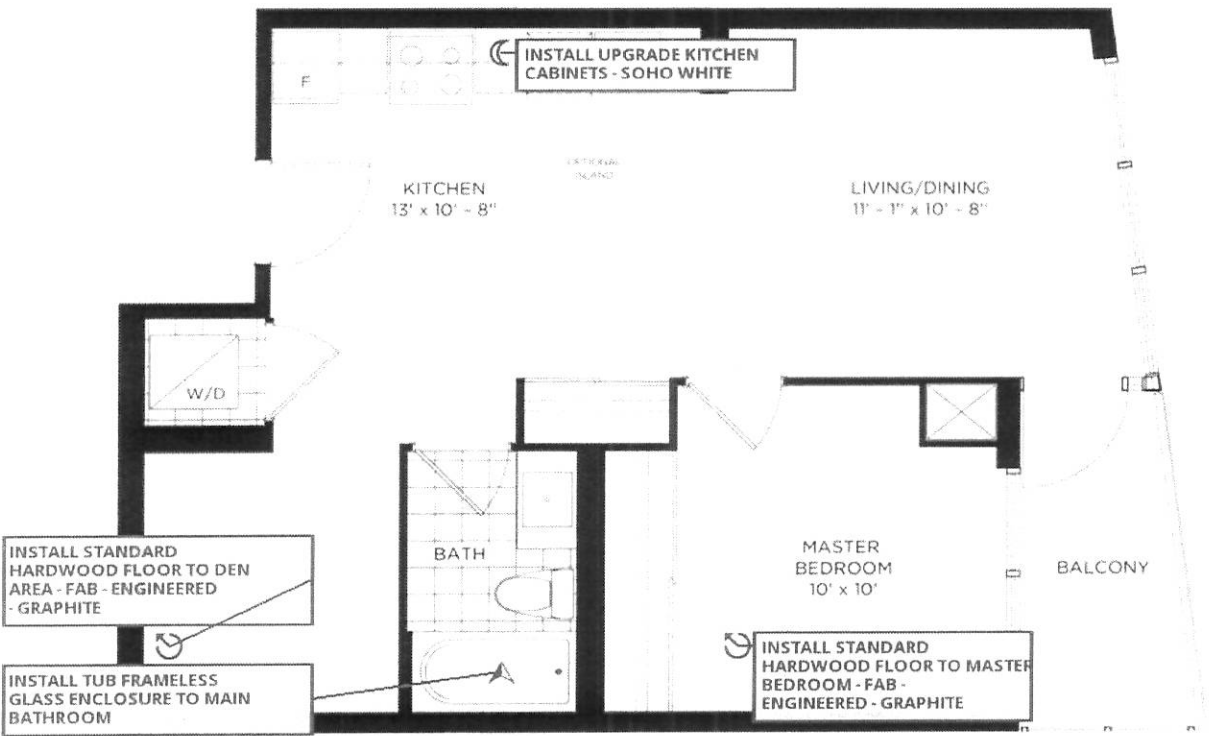 INSTALL UPGRADE KITCHEN
CABINETS - SOHO WHITE
F
OPTIONAL
ISLAND
KITCHEN
13' x 10' - 8"
LIVING/DINING
11' - 1" x 10' - 8"
W/D
BATH
MASTER
BEDROOM
10' x 10'
BALCONY
INSTALL STANDARD
HARDWOOD FLOOR TO DEN
AREA - FAB - ENGINEERED
- GRAPHITE
INSTALL TUB FRAMELESS
GLASS ENCLOSURE TO MAIN
BATHROOM
INSTALL STANDARD
HARDWOOD FLOOR TO MASTER
BEDROOM - FAB -
ENGINEERED - GRAPHITE